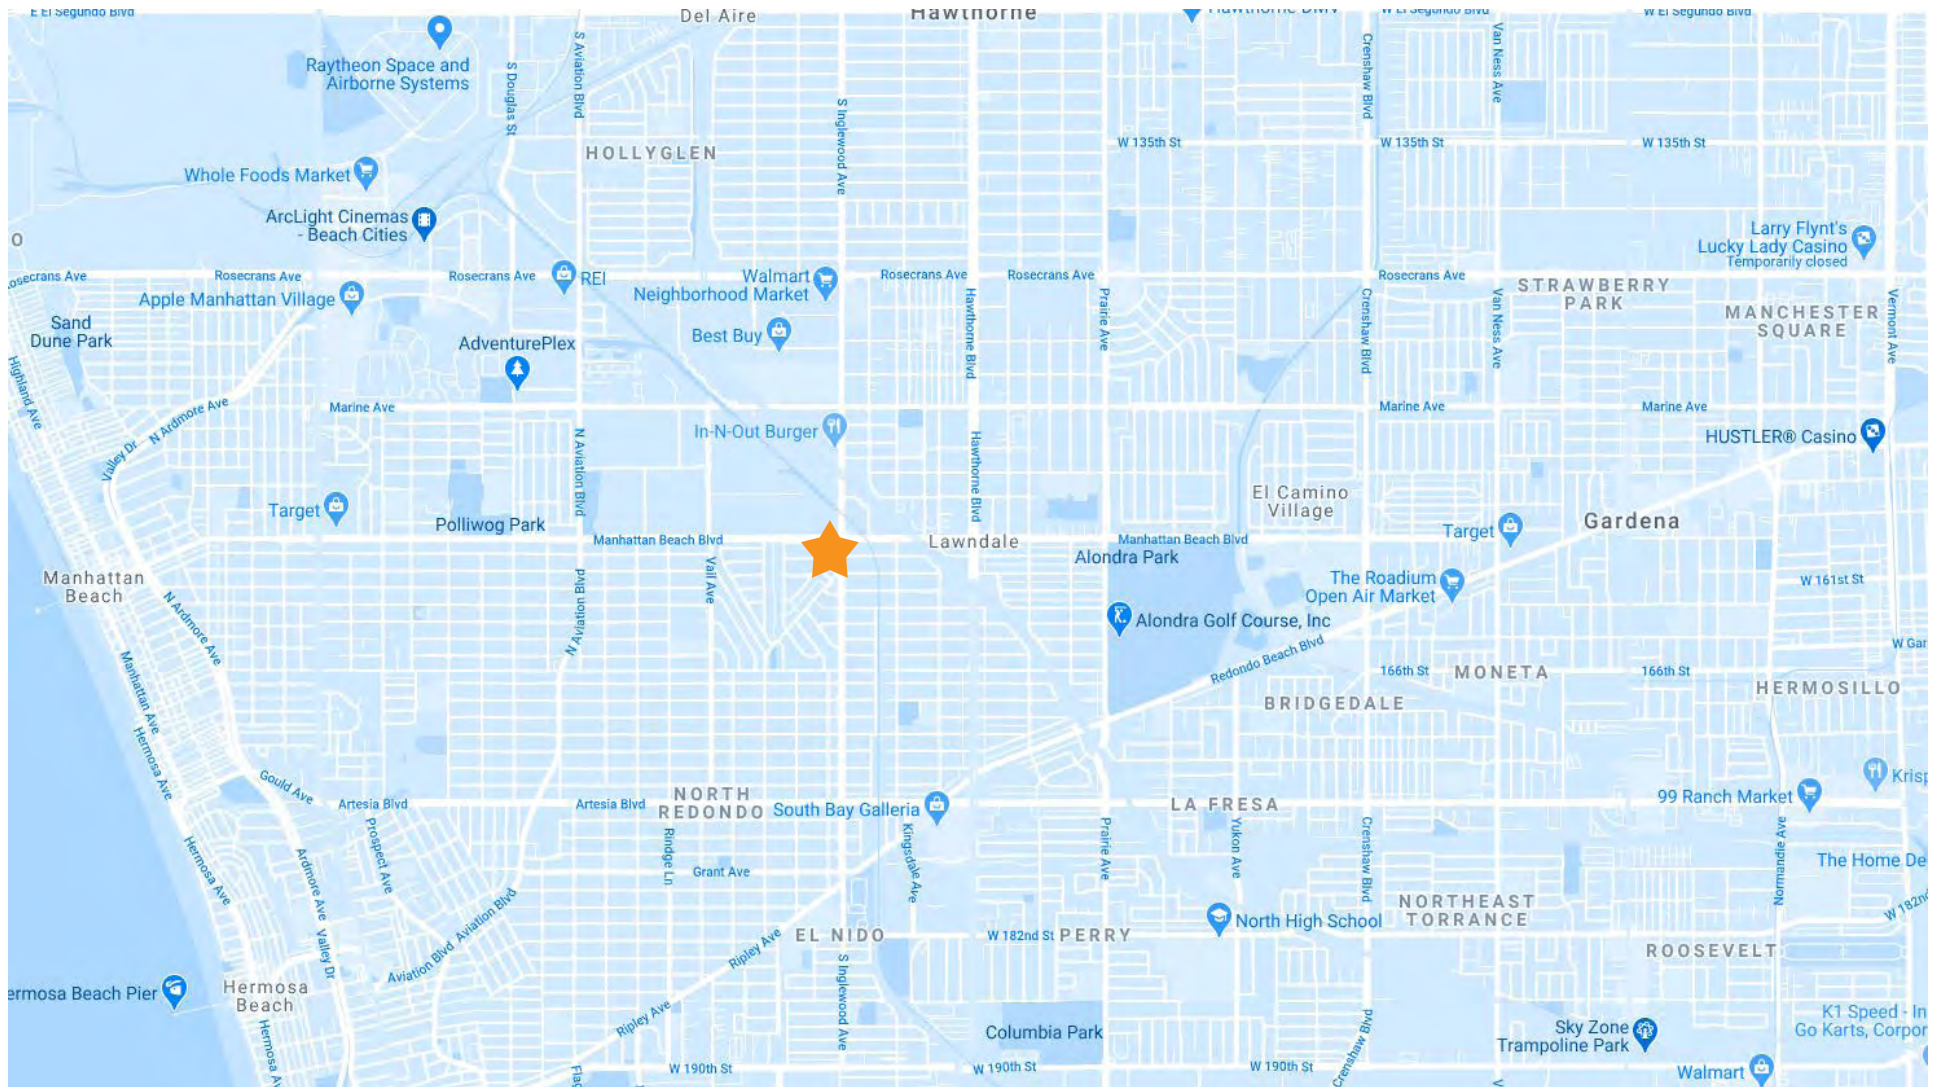 E El Segundo Blvd
Del Aire
Hawthorne
Hawthorne DMV
W El Segundo Blvd
W El Segundo Blvd
Raytheon Space and
Airborne Systems
S Douglas St
S Aviation Blvd
S Inglewood Ave
Crenshaw Blvd
Van Ness Ave
HOLLYGLEN
W 135th St
W 135th St
W 135th St
Whole Foods Market
ArcLight Cinemas
- Beach Cities
O
Larry Flynt's
Lucky Lady Casino
Temporarily closed
osecrans Ave
Rosecrans Ave
Rosecrans Ave
REI
Walmart
Neighborhood Market
Rosecrans Ave
Rosecrans Ave
Rosecrans Ave
STRAWBERRY
PARK
MANCHESTER
SQUARE
Apple Manhattan Village
Sand
Dune Park
Best Buy
AdventurePlex
Hawthorne Blvd
Prairie Ave
Crenshaw Blvd
Van Ness Ave
Vermont Ave
Highland Ave
N Ardmore Ave
Valley Dr
Marine Ave
Marine Ave
Marine Ave
In-N-Out Burger
HUSTLER® Casino
N Aviation Blvd
Hawthorne Blvd
Target
Polliwog Park
El Camino
Village
Target
Gardena
Manhattan Beach Blvd
Lawndale
Manhattan Beach Blvd
Alondra Park
Manhattan
Beach
Vail Ave
N Aviation Blvd
The Roadium
Open Air Market
W 161st St
N Ardmore Ave
Alondra Golf Course, Inc
Redondo Beach Blvd
W Gar
166th St
MONETA
166th St
HERMOSILLO
BRIDGEDALE
Manhattan Ave
Hermosa Ave
Gould Ave
Artesia Blvd
Artesia Blvd
NORTH
REDONDO
South Bay Galleria
LA FRESA
99 Ranch Market
Krisp
Prospect Ave
Rindge Ln
Grant Ave
Kingsdale Ave
Prairie Ave
Yukon Ave
Crenshaw Blvd
Normandie Ave
The Home De
Hermosa Ave
Ardmore Ave
Valley Dr
Aviation Blvd
Aviation Blvd
Ripley Ave
EL NIDO
W 182nd St
PERRY
North High School
NORTHEAST
TORRANCE
W 182nd
ROOSEVELT
ermosa Beach Pier
Hermosa
Beach
Hermosa Av
Ripley Ave
S Inglewood Ave
Columbia Park
Crenshaw Blvd
Sky Zone
Trampoline Park
K1 Speed - In
Go Karts, Corpor
Flag
W 190th St
W 190th St
W 190th St
V
Walmart